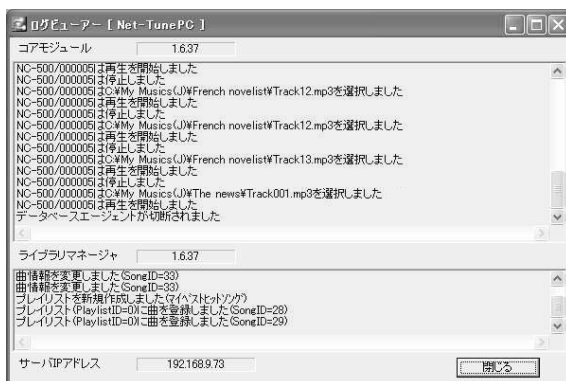 ログビューアー [ Net-TunePC ]
コアモジュール 1.6.37
NC-500/000005は再生を開始しました
NC-500/000005は停止しました
NC-500/000005はC:¥My Musics(J)¥French novelist¥Track12.mp3を選択しました
NC-500/000005は再生を開始しました
NC-500/000005は停止しました
NC-500/000005はC:¥My Musics(J)¥French novelist¥Track12.mp3を選択しました
NC-500/000005は再生を開始しました
NC-500/000005は停止しました
NC-500/000005はC:¥My Musics(J)¥French novelist¥Track13.mp3を選択しました
NC-500/000005は再生を開始しました
NC-500/000005は停止しました
NC-500/000005はC:¥My Musics(J)¥The news¥Track001.mp3を選択しました
NC-500/000005は再生を開始しました
データベースエージェントが切断されました
ライブラリマネージャ 1.6.37
曲情報を変更しました(SongID=33)
曲情報を変更しました(SongID=33)
プレイリストを新規作成しました(マイベストヒットソング)
プレイリスト(PlaylistID=0)に曲を登録しました(SongID=28)
プレイリスト(PlaylistID=0)に曲を登録しました(SongID=29)
サーバIPアドレス 192.168.9.73
閉じる